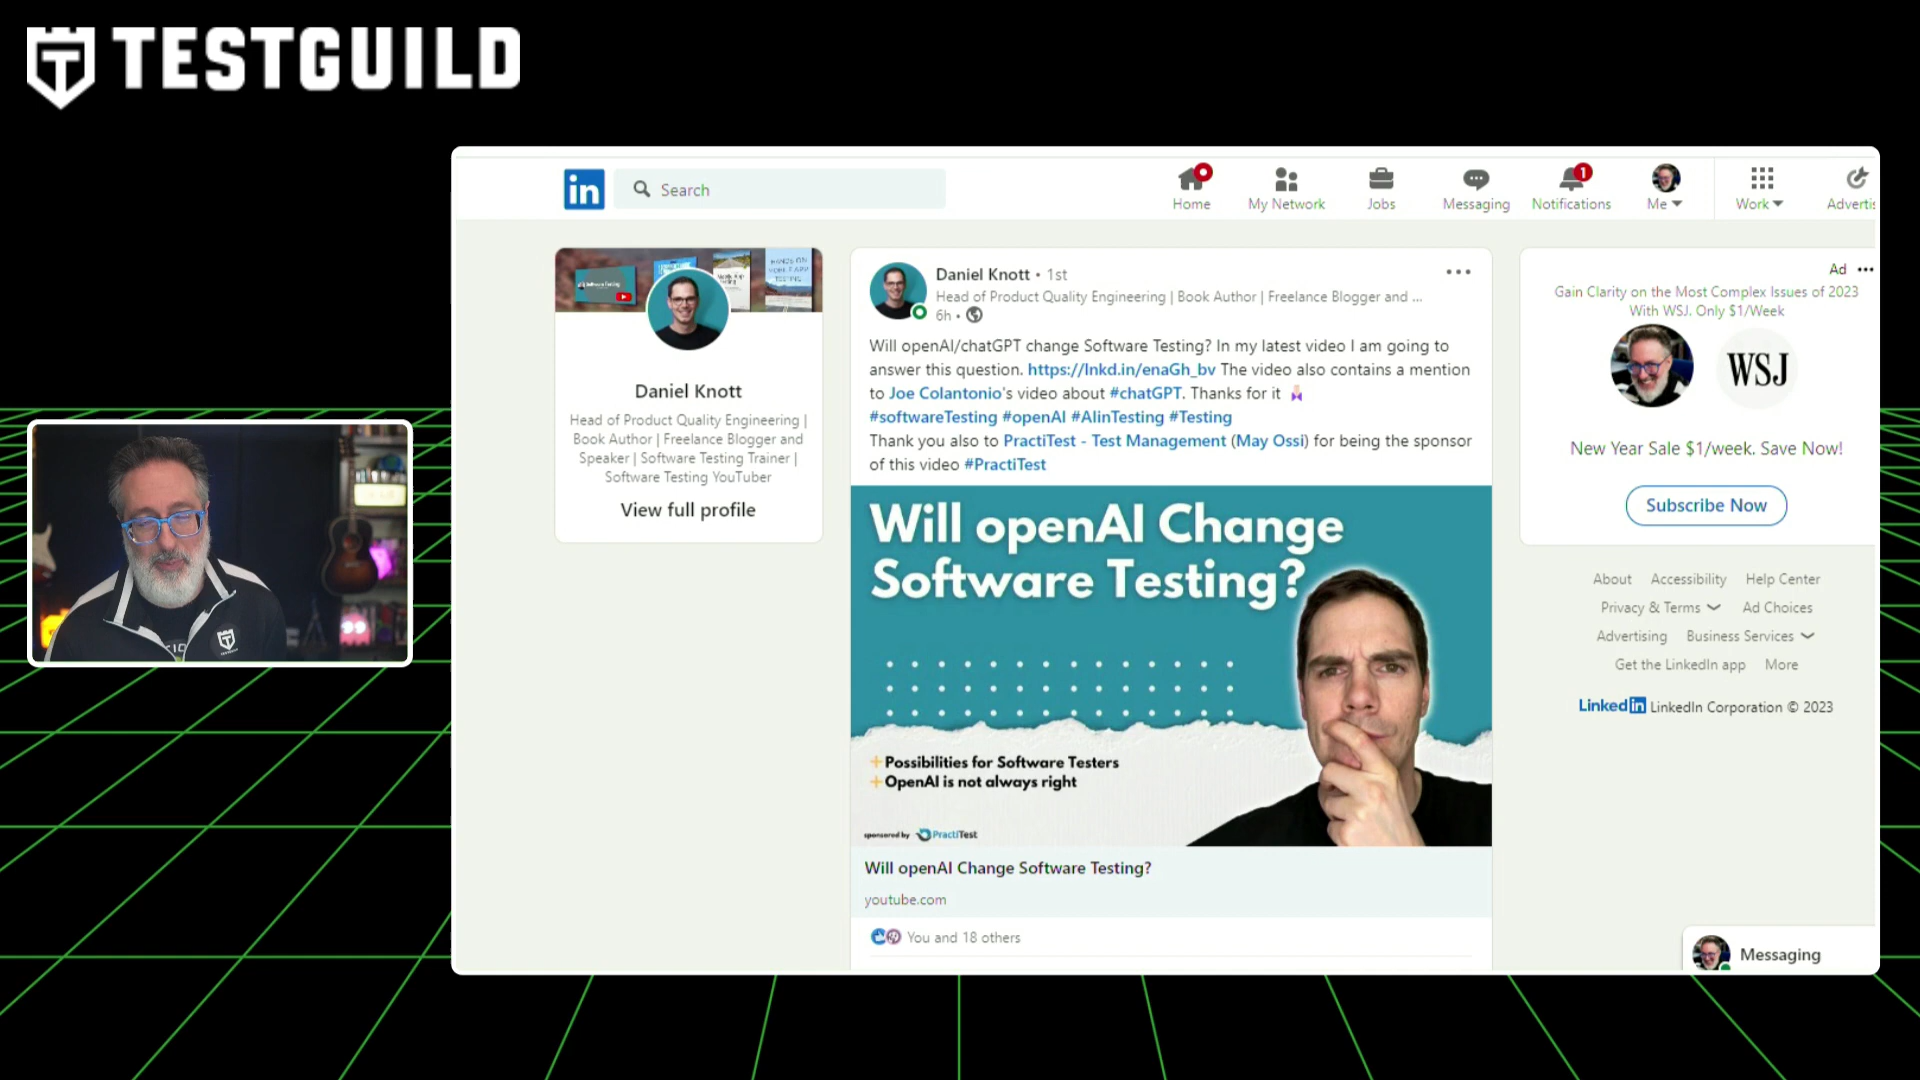 TESTGUILD
in
Search
Home
My Network
Jobs
Messaging
1
Notifications
Me
Work
Advertis
HANDS ON
Software Testing
Daniel Knott
Head of Product Quality Engineering |
Book Author | Freelance Blogger and
Speaker | Software Testing Trainer |
Software Testing YouTuber
View full profile
Daniel Knott • 1st
Head of Product Quality Engineering | Book Author | Freelance Blogger and ...
6h •
Will openAI/chatGPT change Software Testing? In my latest video I am going to
answer this question. https://lnkd.in/enaGh_bv The video also contains a mention
to Joe Colantonio's video about #chatGPT. Thanks for it
#softwareTesting #openAI #AIinTesting #Testing
Thank you also to PractiTest - Test Management (May Ossi) for being the sponsor
of this video #PractiTest
Will openAI Change
Software Testing?
+Possibilities for Software Testers
+OpenAI is not always right
sponsored by PractiTest
Will openAI Change Software Testing?
youtube.com
You and 18 others
Ad •••
Gain Clarity on the Most Complex Issues of 2023
With WSJ. Only $1/Week
WSJ
New Year Sale $1/week. Save Now!
Subscribe Now
About Accessibility Help Center
Privacy & Terms Ad Choices
Advertising Business Services
Get the LinkedIn app More
LinkedIn LinkedIn Corporation © 2023
Messaging